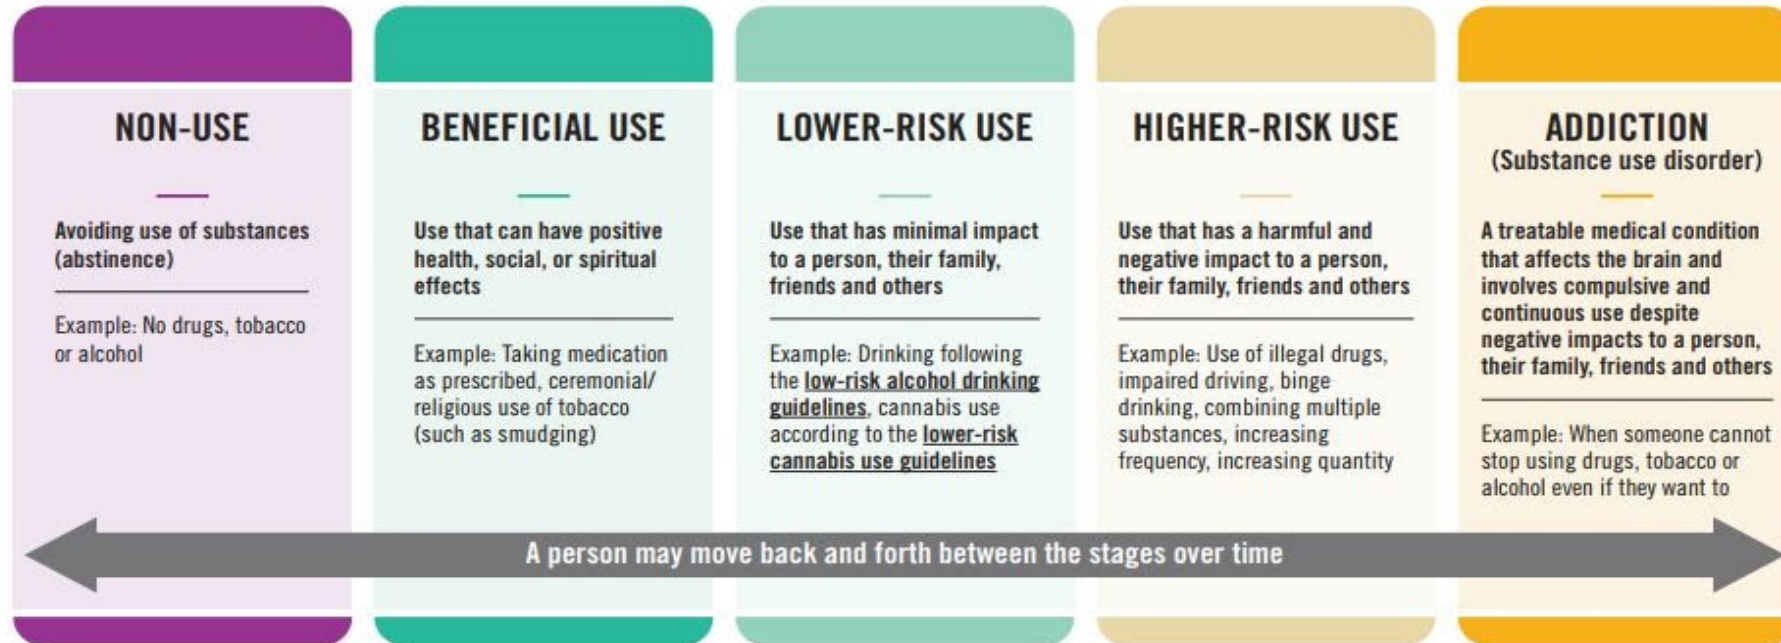 NON-USE
Avoiding use of substances
(abstinence)
Example: No drugs, tobacco
or alcohol
BENEFICIAL USE
Use that can have positive
health, social, or spiritual
effects
Example: Taking medication
as prescribed, ceremonial/
religious use of tobacco
(such as smudging)
LOWER-RISK USE
Use that has minimal impact
to a person, their family,
friends and others
Example: Drinking following
the low-risk alcohol drinking
guidelines, cannabis use
according to the lower-risk
cannabis use guidelines
HIGHER-RISK USE
Use that has a harmful and
negative impact to a person,
their family, friends and others
Example: Use of illegal drugs,
impaired driving, binge
drinking, combining multiple
substances, increasing
frequency, increasing quantity
ADDICTION
(Substance use disorder)
A treatable medical condition
that affects the brain and
involves compulsive and
continuous use despite
negative impacts to a person,
their family, friends and others
Example: When someone cannot
stop using drugs, tobacco or
alcohol even if they want to
A person may move back and forth between the stages over time